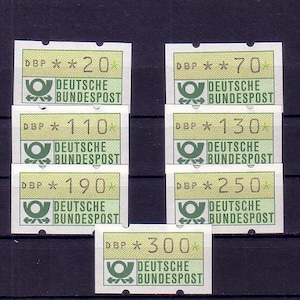 DBP **20*
DEUTSCHE
BUNDESPOST
DBP **70*
DEUTSCHE
BUNDESPOST
DBP *110*
DEUTSCHE
BUNDESPOST
DBP *130*
DEUTSCHE
BUNDESPOST
DBP *190*
DEUTSCHE
BUNDESPOST
DBP *250*
DEUTSCHE
BUNDESPOST
DBP *300*
DEUTSCHE
BUNDESPOST